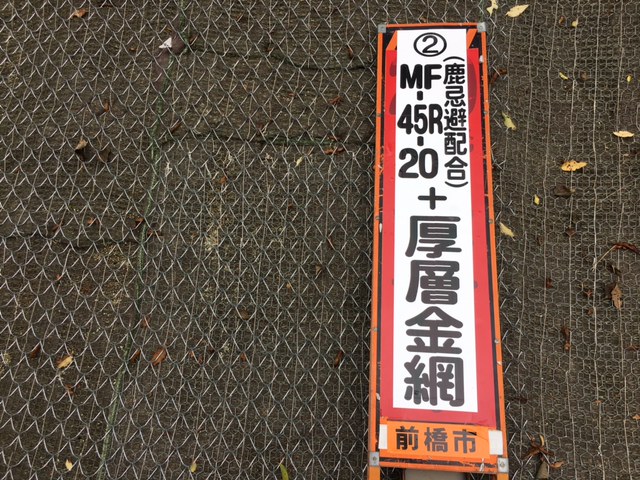 ②
MF-45R-20
(鹿忌避配合)
+
厚層金網
前橋市